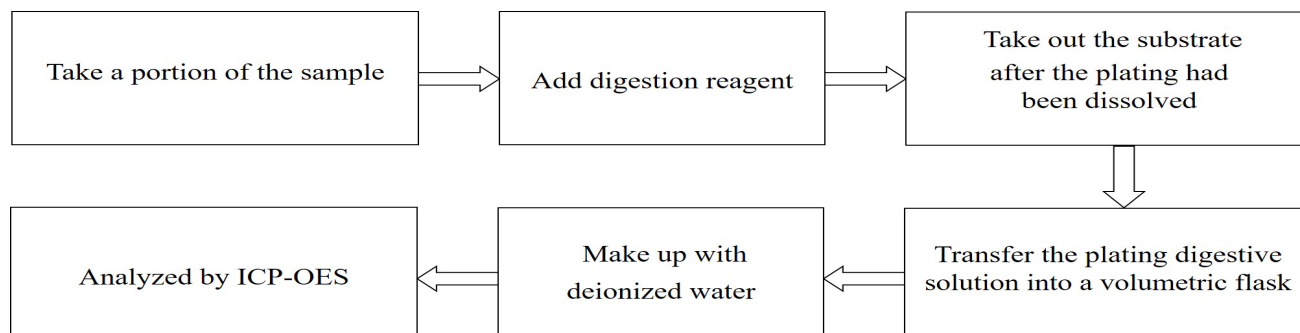 Take a portion of the sample
Add digestion reagent
Take out the substrate
after the plating had
been dissolved
Transfer the plating digestive
solution into a volumetric flask
Make up with
deionized water
Analyzed by ICP-OES